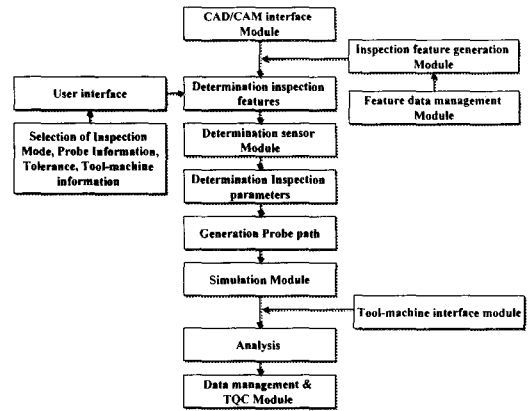 CAD/CAM interface
Module
Inspection feature generation
Module
User interface
Determination inspection
features
Feature data management
Module
Selection of Inspection
Mode, Probe Information,
Tolerance, Tool-machine
information
Determination sensor
Module
Determination Inspection
parameters
Generation Probe path
Simulation Module
Tool-machine interface module
Analysis
Data management &
TQC Module